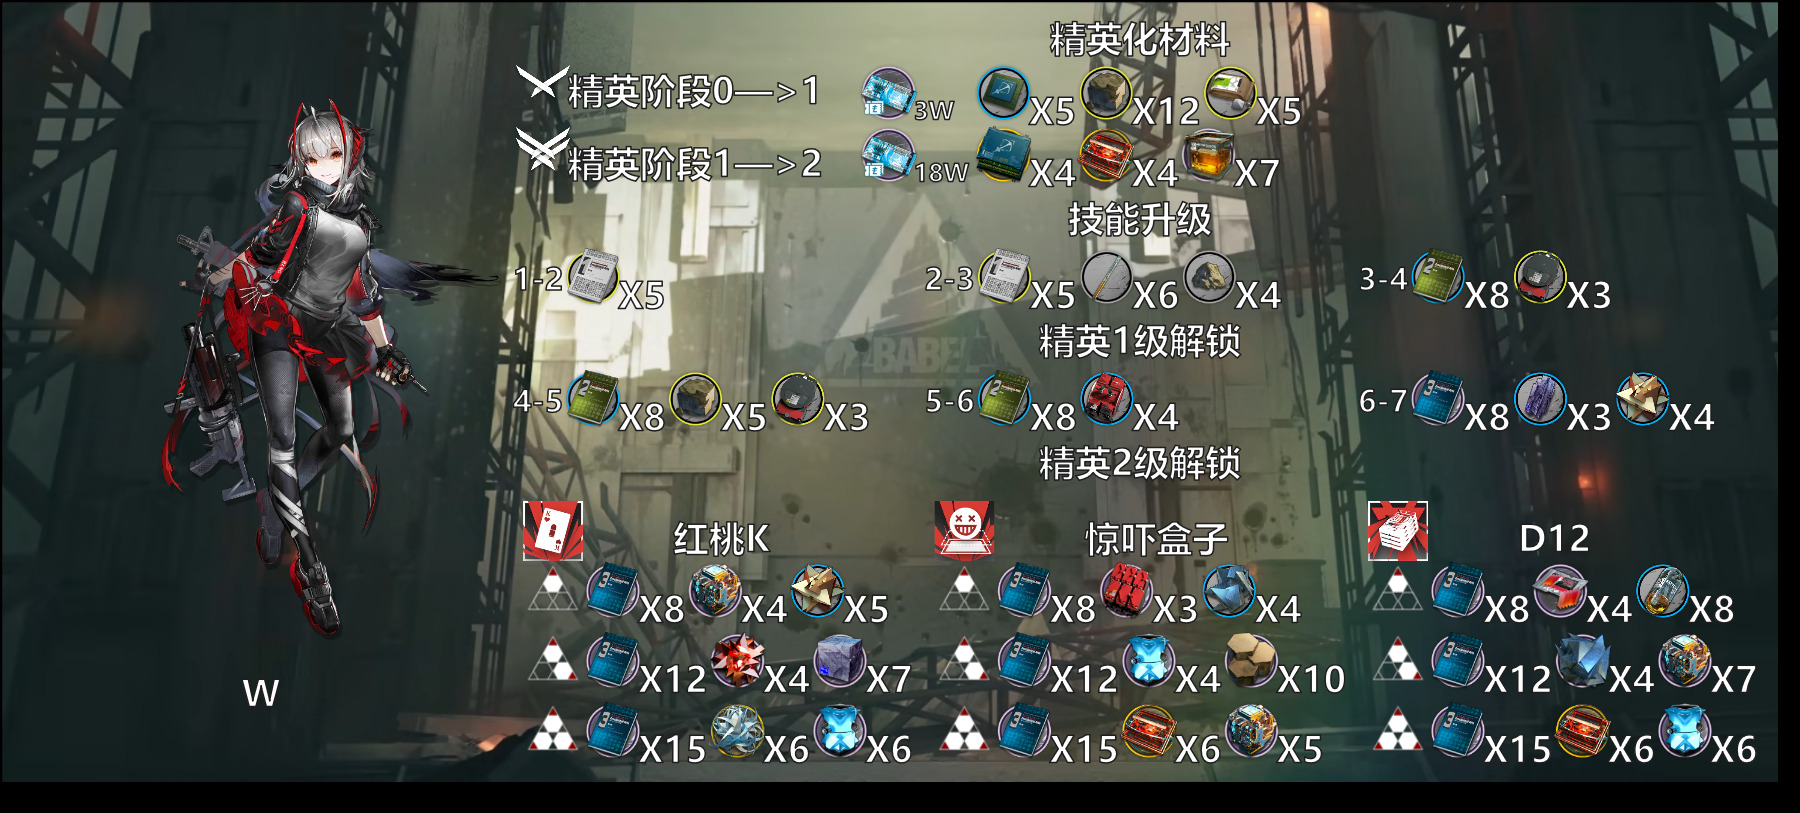 精英化材料
精英阶段0—>1 3W X5 X12 X5
精英阶段1—>2 18W X4 X4 X7
技能升级
1-2 X5 2-3 X5 X6 X4 3-4 X8 X3
精英1级解锁
4-5 X8 X5 X3 5-6 X8 X4 6-7 X8 X3 X4
精英2级解锁
红桃K 惊吓盒子 D12
X8 X4 X5 X8 X3 X4 X8 X4 X8
X12 X4 X7 X12 X4 X10 X12 X4 X7
X15 X6 X6 X15 X6 X5 X15 X6 X6
W
BABEL